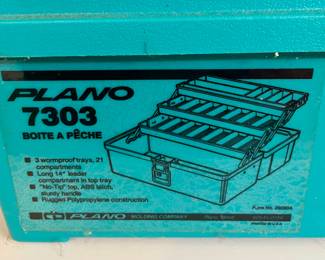 PLANO
7303
BOITE A PÊCHE
3 wormproof trays, 21
compartments
Long 14" leader
compartment in top tray
"No-Tip" top, ABS latch,
sturdy handle
Rugged Polypropylene construction
PLANO
MOLDING COMPANY